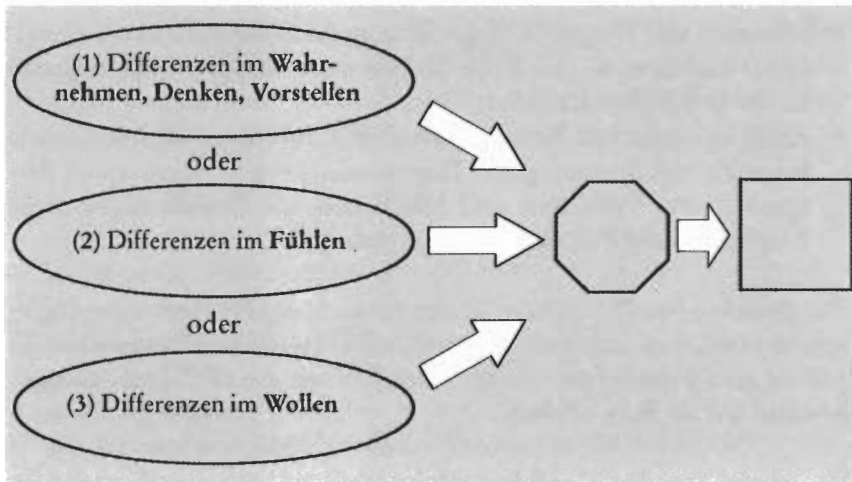 (1) Differenzen im Wahr-
nehmen, Denken, Vorstellen
oder
(2) Differenzen im Fühlen
oder
(3) Differenzen im Wollen